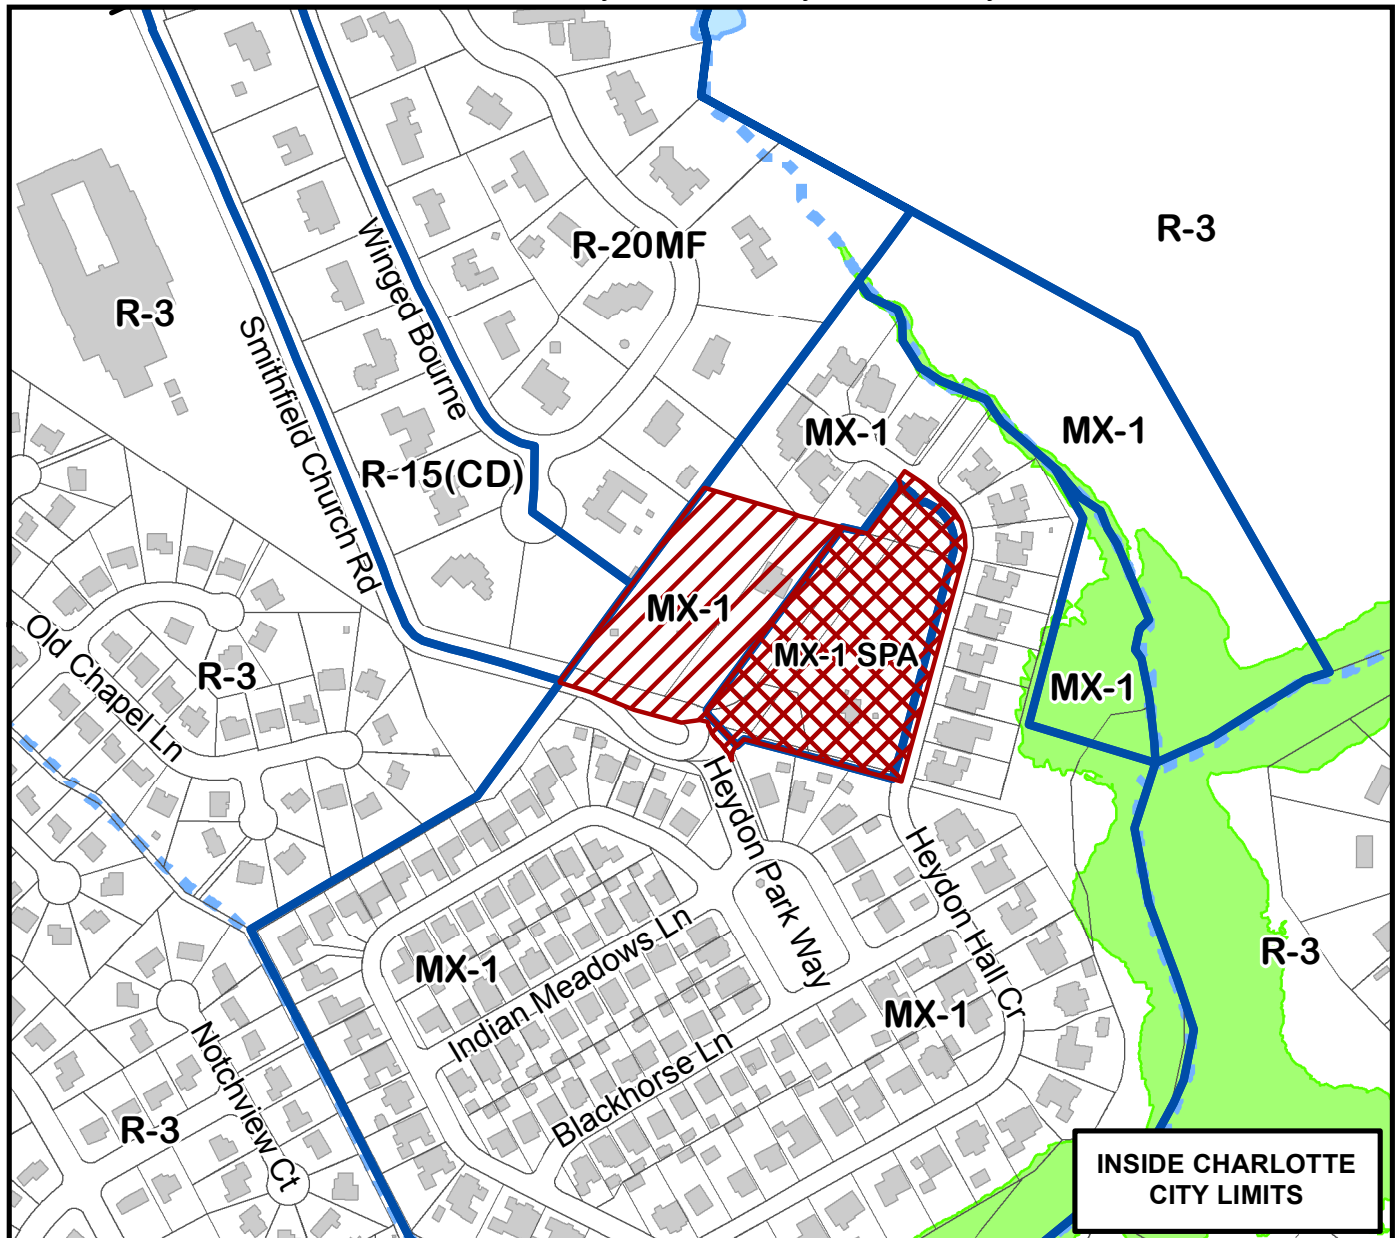 R-3
R-20MF
Winged Bourne
R-3
Smithfield Church Rd
MX-1
MX-1
R-15(CD)
MX-1
MX-1 SPA
Old Chapel Ln
R-3
MX-1
Heydon Park Way
Heydon Hall Cr
Indian Meadows Ln
R-3
MX-1
MX-1
Blackhorse Ln
Notchview Ct
R-3
INSIDE CHARLOTTE
CITY LIMITS